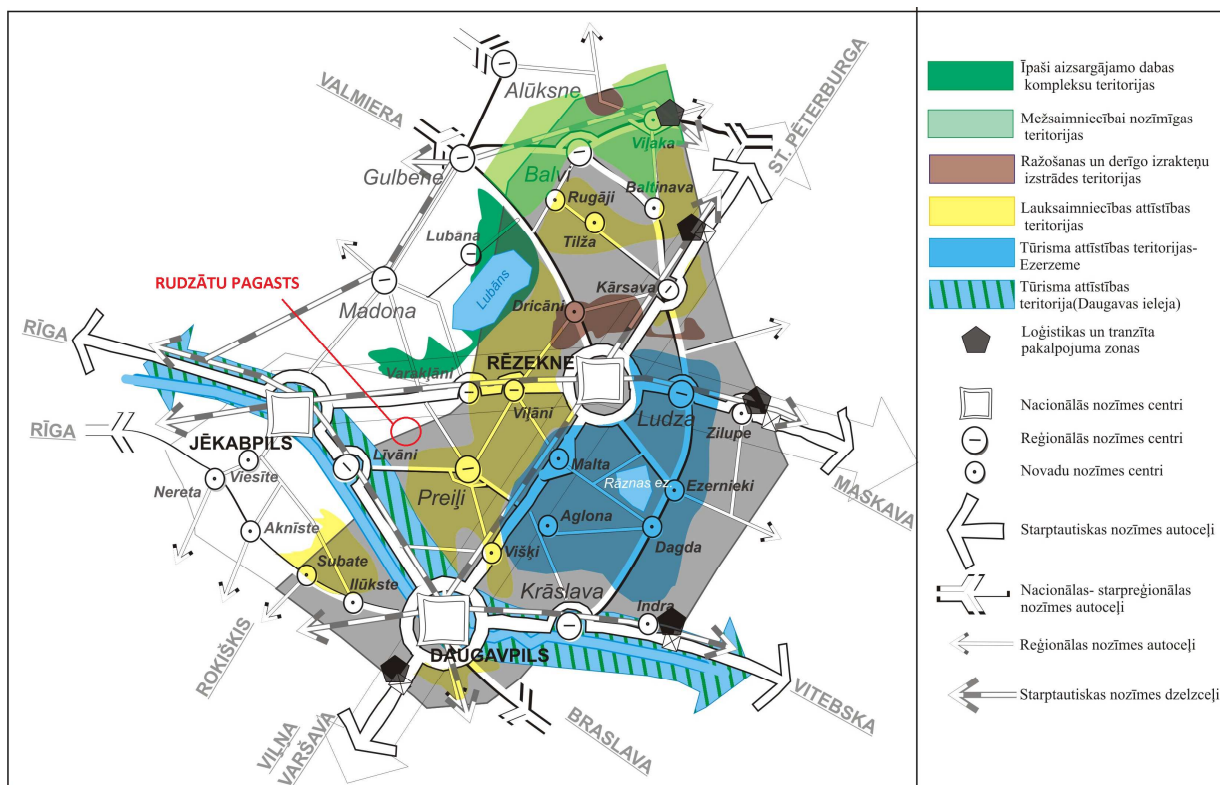 Alūksne
VALMIERA
ST. PĒTERBURGA
Viļaka
Gulbene
Balvi
Baltinava
Rugāji
Tilža
Lubāna
Lubāns
RUDZĀTU PAGASTS
Madona
Kārsava
Dricāni
RĪGA
RĒZEKNE
Varakļāni
Viļāni
Ludza
Zilupe
RĪGA
JĒKABPILS
Līvāni
Viesīte
Nereta
Preiļi
Malta
Rāznas ez.
Ezernieki
MASKAVA
Aknīste
Aglona
Dagda
Subate
Višķi
Ilūkste
Krāslava
Indra
ROKIŠKIS
DAUGAVPILS
VITEBSKA
VIĻŅA
VARŠAVA
BRASLAVA
Īpaši aizsargājamo dabas
kompleksu teritorijas
Mežsaimniecībai nozīmīgas
teritorijas
Ražošanas un derīgo izrakteņu
izstrādes teritorijas
Lauksaimniecības attīstības
teritorijas
Tūrisma attīstības teritorijas-
Ezerzeme
Tūrisma attīstības
teritorija(Daugavas ieleja)
Loģistikas un tranzīta
pakalpojuma zonas
Nacionālās nozīmes centri
Reģionālās nozīmes centri
Novadu nozīmes centri
Starptautiskas nozīmes autoceļi
Nacionālas- starpreģionālas
nozīmes autoceļi
Reģionālas nozīmes autoceļi
Starptautiskas nozīmes dzelzceļi